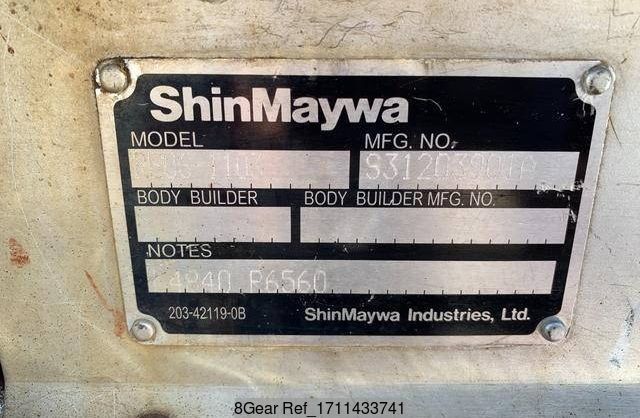 ShinMaywa
MODEL MFG. NO.
BODY BUILDER BODY BUILDER MFG. NO.
NOTES
P6560
203-42119-0B ShinMaywa Industries, Ltd.
8Gear Ref_1711433741